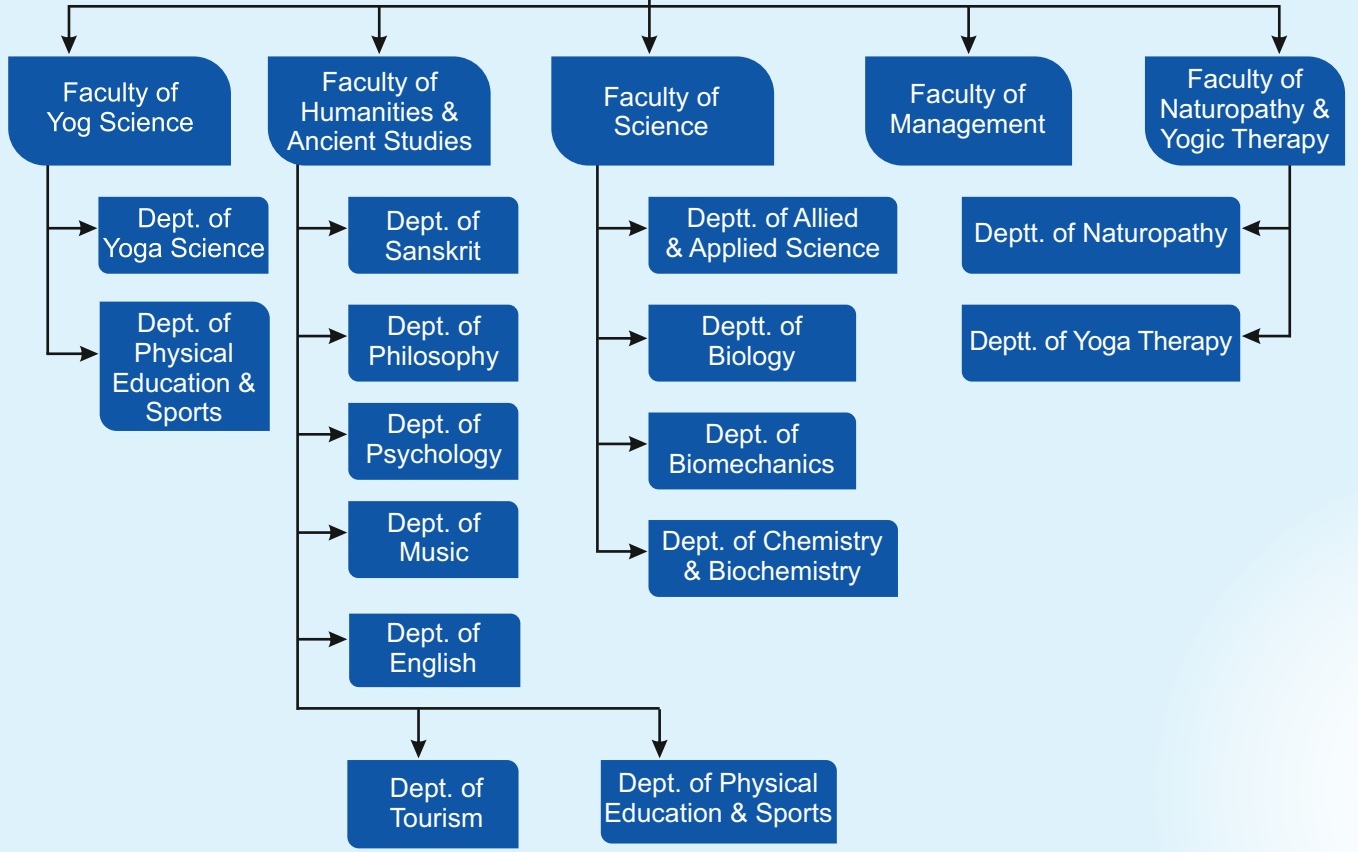 Faculty of
Yog Science
Faculty of
Humanities &
Ancient Studies
Faculty of
Science
Faculty of
Management
Faculty of
Naturopathy &
Yogic Therapy
Dept. of
Yoga Science
Dept. of
Physical
Education &
Sports
Dept. of
Sanskrit
Dept. of
Philosophy
Dept. of
Psychology
Dept. of
Music
Dept. of
English
Dept. of
Tourism
Dept. of Physical
Education & Sports
Deptt. of Allied
& Applied Science
Deptt. of
Biology
Dept. of
Biomechanics
Dept. of Chemistry
& Biochemistry
Deptt. of Naturopathy
Deptt. of Yoga Therapy